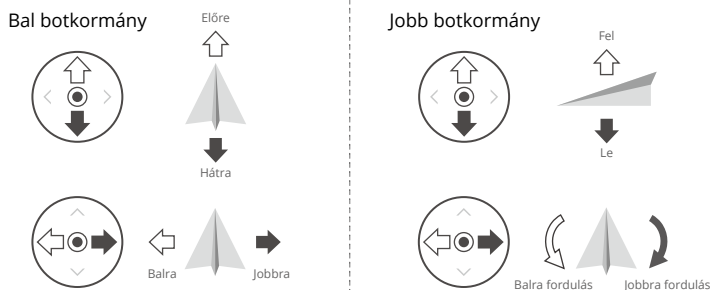 Bal botkormány
Előre
Hátra
Balra
Jobbra
Jobb botkormány
Fel
Le
Balra fordulás
Jobbra fordulás